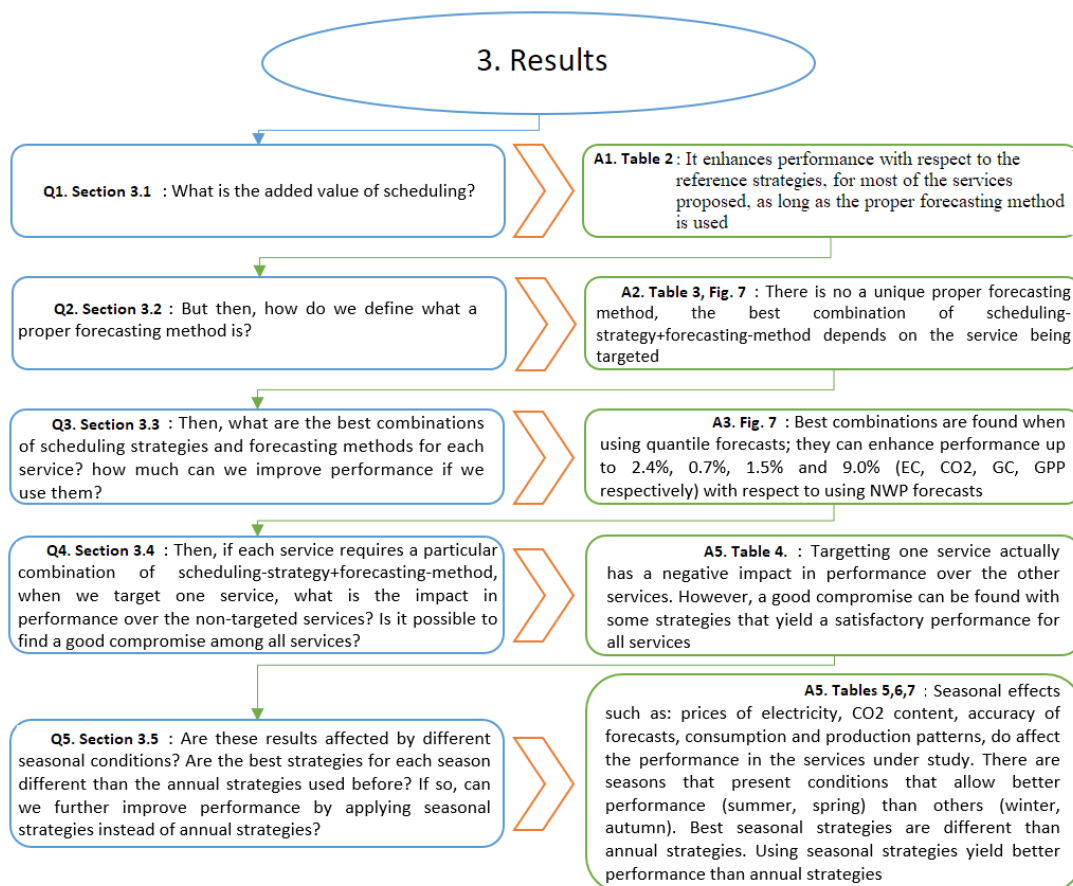 3. Results
Q1. Section 3.1 : What is the added value of scheduling?
A1. Table 2 : It enhances performance with respect to the
reference strategies, for most of the services
proposed, as long as the proper forecasting method
is used
Q2. Section 3.2 : But then, how do we define what a
proper forecasting method is?
A2. Table 3, Fig. 7 : There is no a unique proper forecasting
method, the best combination of scheduling-
strategy+forecasting-method depends on the service being
targeted
Q3. Section 3.3 : Then, what are the best combinations
of scheduling strategies and forecasting methods for each
service? how much can we improve performance if we
use them?
A3. Fig. 7 : Best combinations are found when
using quantile forecasts; they can enhance performance up
to 2.4%, 0.7%, 1.5% and 9.0% (EC, CO2, GC, GPP
respectively) with respect to using NWP forecasts
Q4. Section 3.4 : Then, if each service requires a particular
combination of scheduling-strategy+forecasting-method,
when we target one service, what is the impact in
performance over the non-targeted services? Is it possible to
find a good compromise among all services?
A5. Table 4. : Targetting one service actually
has a negative impact in performance over the other
services. However, a good compromise can be found with
some strategies that yield a satisfactory performance for
all services
Q5. Section 3.5 : Are these results affected by different
seasonal conditions? Are the best strategies for each season
different than the annual strategies used before? If so, can
we further improve performance by applying seasonal
strategies instead of annual strategies?
A5. Tables 5,6,7 : Seasonal effects
such as: prices of electricity, CO2 content, accuracy of
forecasts, consumption and production patterns, do affect
the performance in the services under study. There are
seasons that present conditions that allow better
performance (summer, spring) than others (winter,
autumn). Best seasonal strategies are different than
annual strategies. Using seasonal strategies yield better
performance than annual strategies